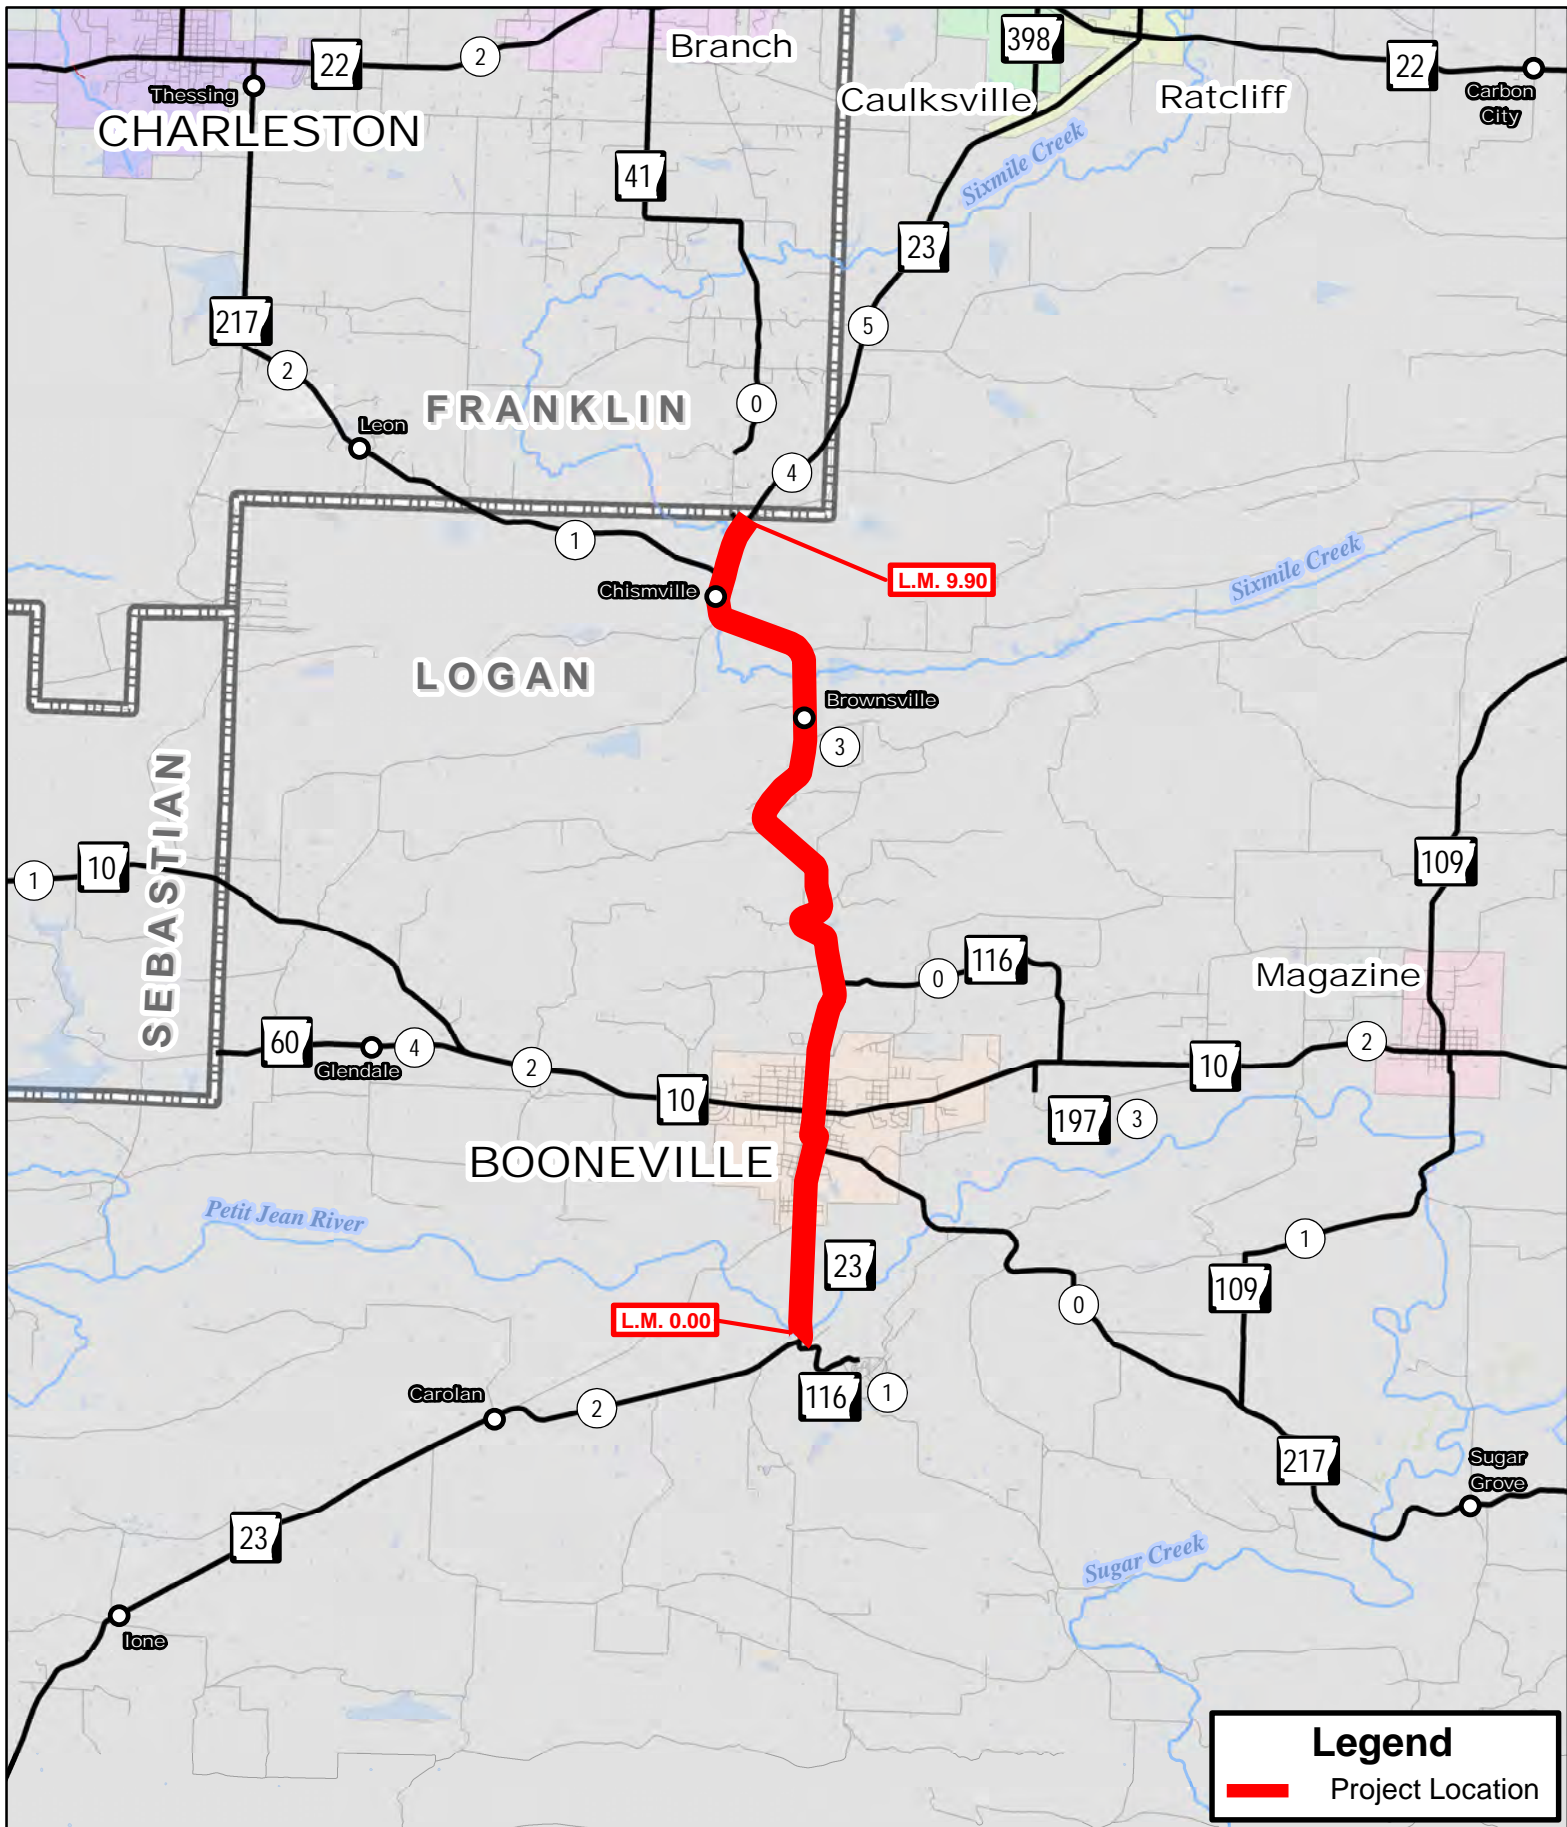 Branch
398
22
2
22
Thessing
Caulksville
Ratcliff
Carbon
City
CHARLESTON
Sixmile Creek
41
23
217
5
2
FRANKLIN
0
Leon
4
1
L.M. 9.90
Sixmile Creek
Chismville
LOGAN
Brownsville
3
SEBASTIAN
10
1
109
116
0
Magazine
60
4
Glendale
2
2
10
10
197
3
BOONEVILLE
Petit Jean River
23
1
109
0
L.M. 0.00
Carolan
2
116
1
217
Sugar
Grove
23
Sugar Creek
Ione
Legend
Project Location